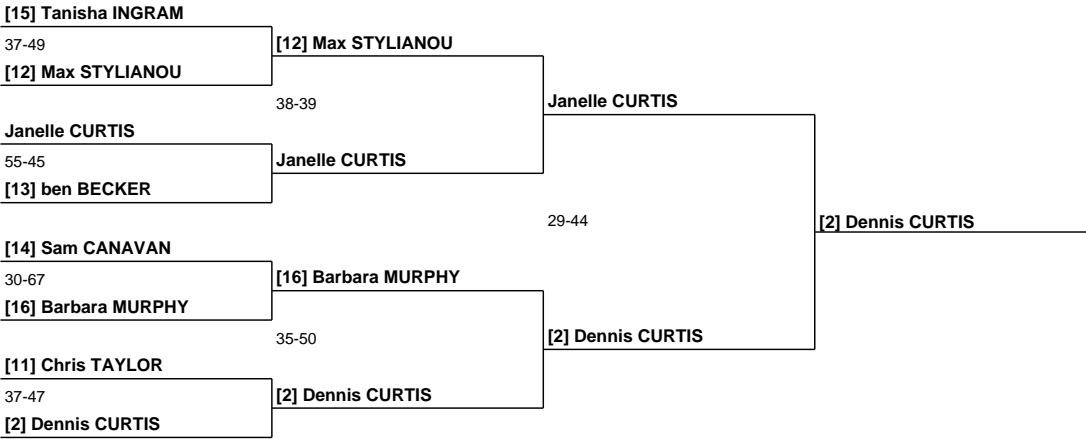 [15] Tanisha INGRAM
37-49
[12] Max STYLIANOU
[12] Max STYLIANOU
38-39
Janelle CURTIS
Janelle CURTIS
55-45
Janelle CURTIS
[13] ben BECKER
29-44
[2] Dennis CURTIS
[14] Sam CANAVAN
30-67
[16] Barbara MURPHY
[16] Barbara MURPHY
35-50
[2] Dennis CURTIS
[11] Chris TAYLOR
37-47
[2] Dennis CURTIS
[2] Dennis CURTIS